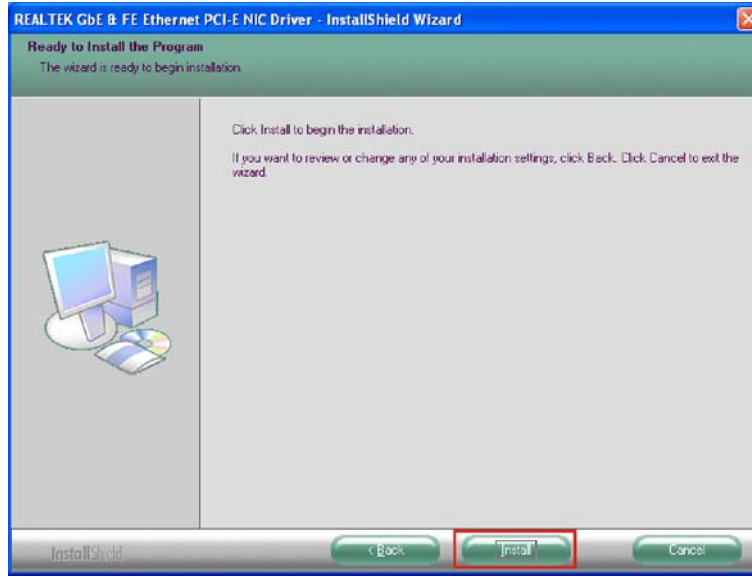 REALTEK GbE & FE Ethernet PCI-E NIC Driver - InstallShield Wizard
Ready to Install the Program
The wizard is ready to begin installation.
Click Install to begin the installation.
If you want to review or change any of your installation settings, click Back. Click Cancel to exit the
wizard.
InstallShield
< Back
Install
Cancel